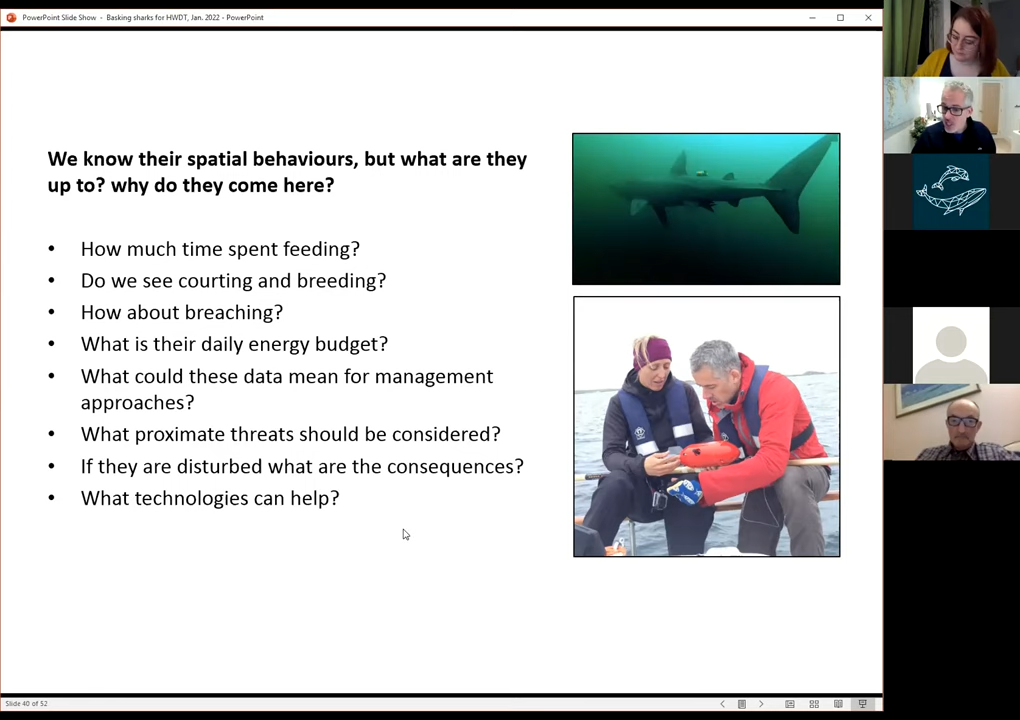 PowerPoint Slide Show - Basking sharks for HWDT, Jan. 2022 - PowerPoint
We know their spatial behaviours, but what are they
up to? why do they come here?
• How much time spent feeding?
• Do we see courting and breeding?
• How about breaching?
• What is their daily energy budget?
• What could these data mean for management
approaches?
• What proximate threats should be considered?
• If they are disturbed what are the consequences?
• What technologies can help?
Slide 40 of 52